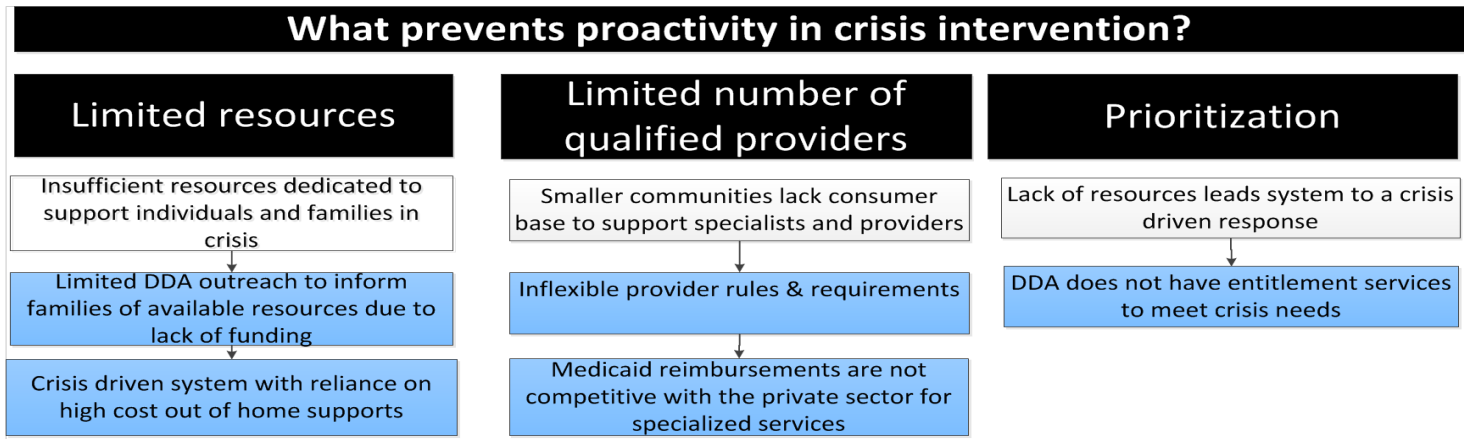 What prevents proactivity in crisis intervention?
Limited resources
Insufficient resources dedicated to
support individuals and families in
crisis
Limited DDA outreach to inform
families of available resources due to
lack of funding
Crisis driven system with reliance on
high cost out of home supports
Limited number of
qualified providers
Smaller communities lack consumer
base to support specialists and providers
Inflexible provider rules & requirements
Medicaid reimbursements are not
competitive with the private sector for
specialized services
Prioritization
Lack of resources leads system to a crisis
driven response
DDA does not have entitlement services
to meet crisis needs